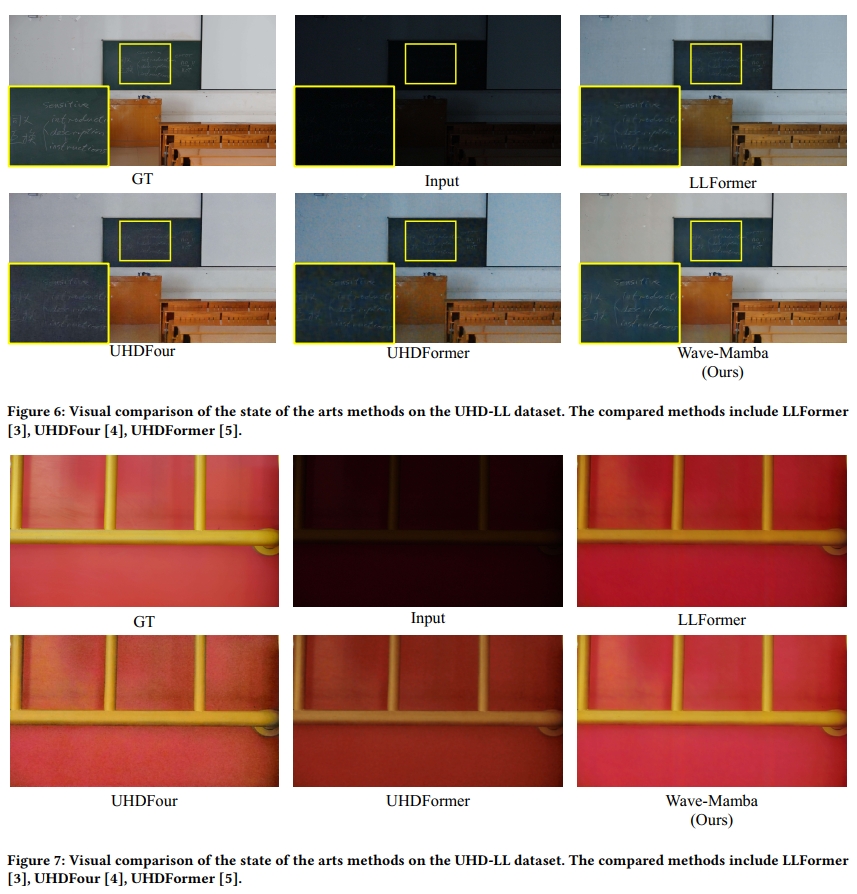 Sensitive
GT
Input
LLFormer
UHDFour
UHDFormer
Wave-Mamba
(Ours)
Figure 6: Visual comparison of the state of the arts methods on the UHD-LL dataset. The compared methods include LLFormer
[3], UHDFour [4], UHDFormer [5].
GT
Input
LLFormer
UHDFour
UHDFormer
Wave-Mamba
(Ours)
Figure 7: Visual comparison of the state of the arts methods on the UHD-LL dataset. The compared methods include LLFormer
[3], UHDFour [4], UHDFormer [5].